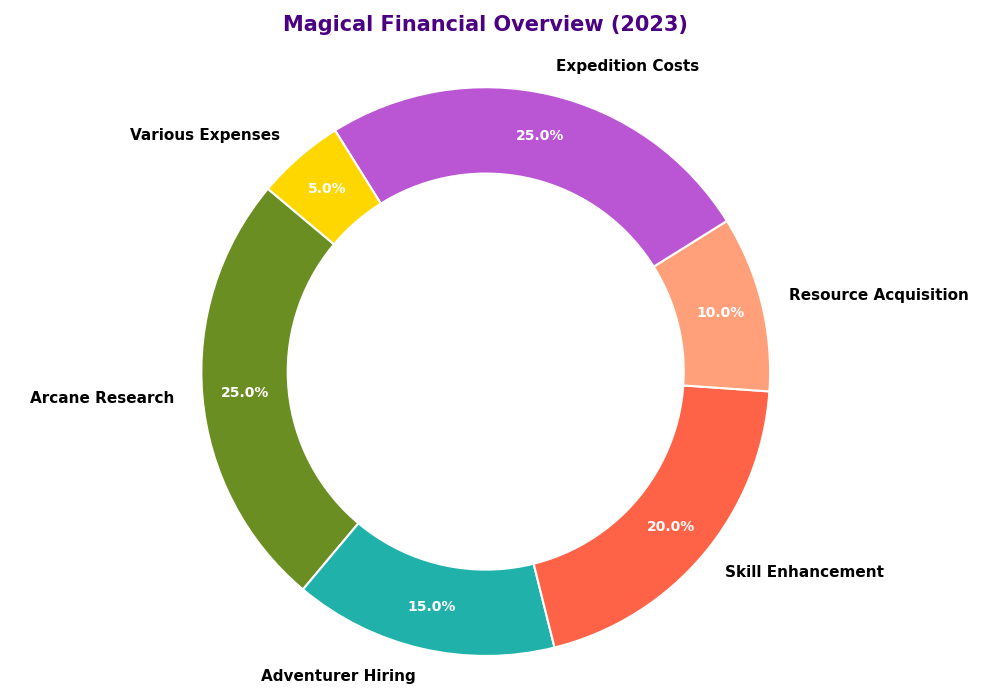 Magical Financial Overview (2023)
Expedition Costs
Various Expenses
25.0%
5.0%
Resource Acquisition
10.0%
25.0%
Arcane Research
20.0%
Skill Enhancement
15.0%
Adventurer Hiring